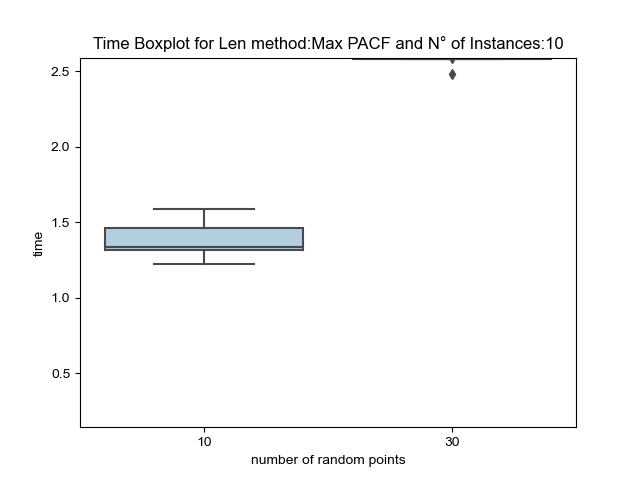 Time Boxplot for Len method:Max PACF and N° of Instances:10
2.5
2.0
1.5
1.0
0.5
time
10 30
number of random points